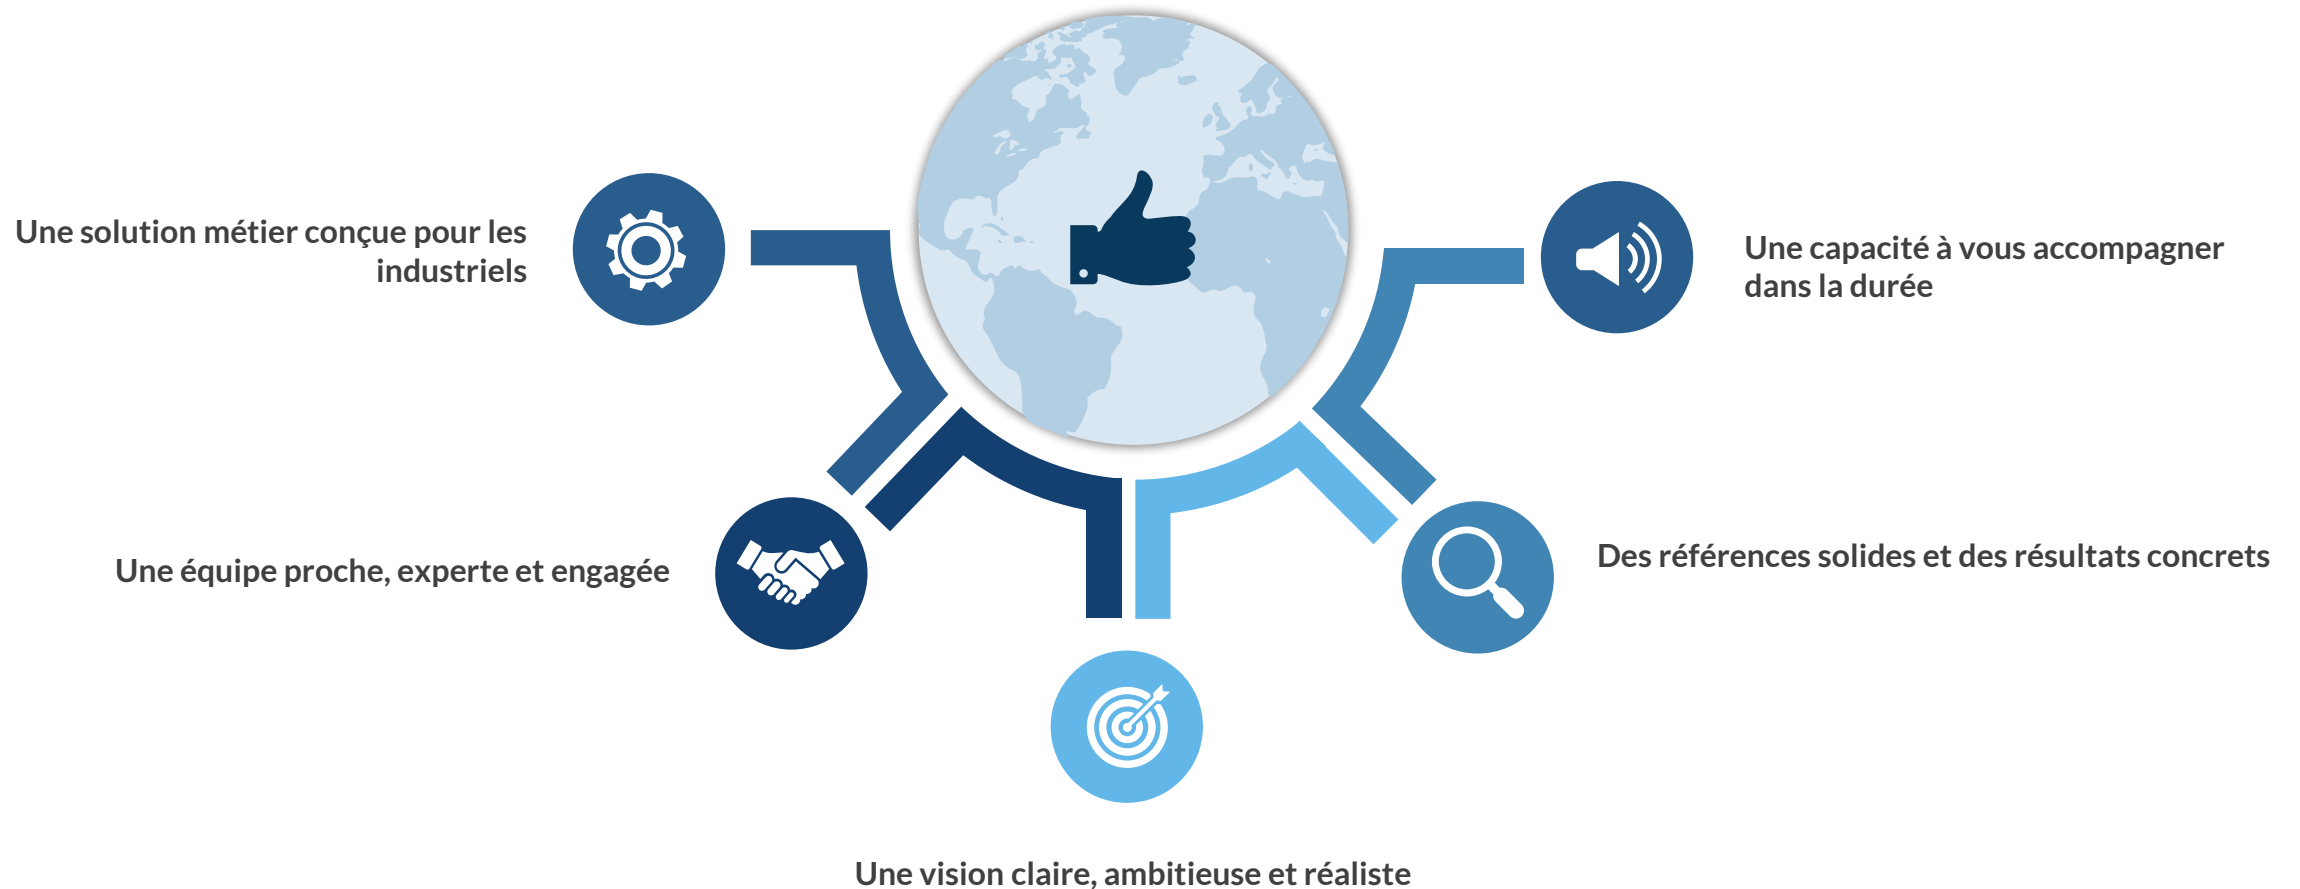 Une solution métier conçue pour les
industriels
Une équipe proche, experte et engagée
Une vision claire, ambitieuse et réaliste
Des références solides et des résultats concrets
Une capacité à vous accompagner
dans la durée